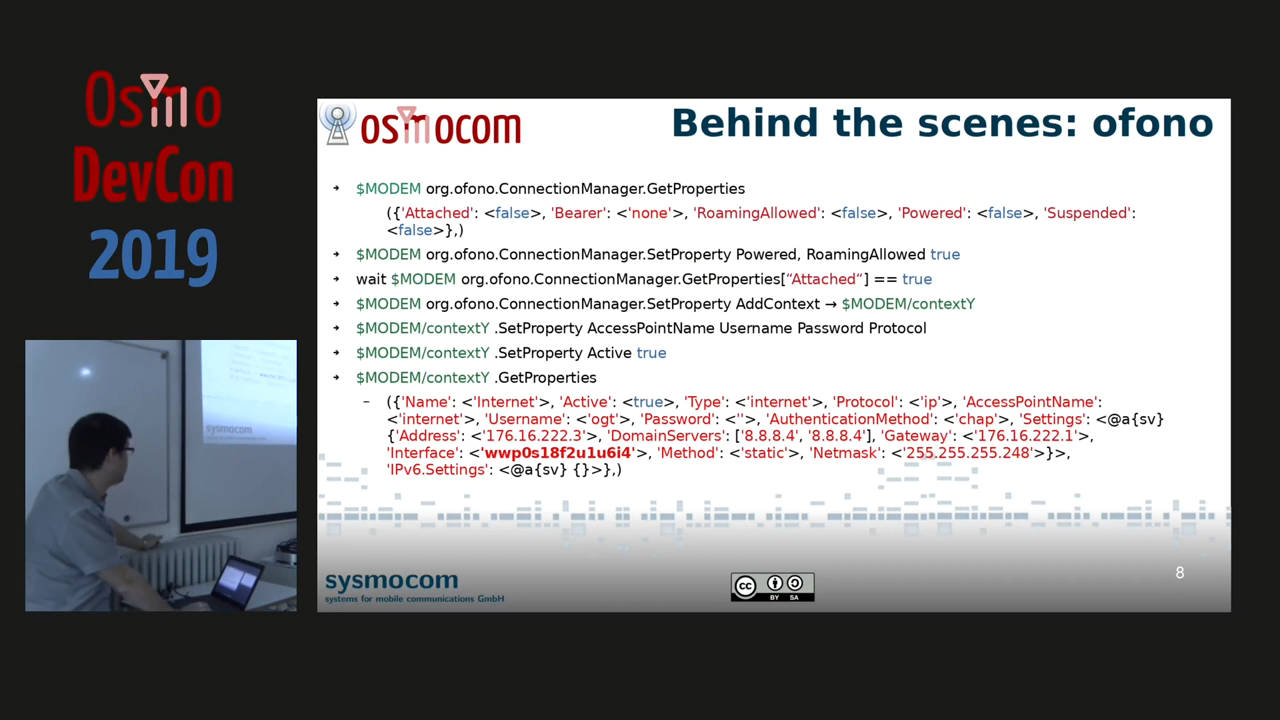 Osmo
DevCon
2019
osmocom
Behind the scenes: ofono
$MODEM org.ofono.ConnectionManager.GetProperties
({'Attached': <false>, 'Bearer': <'none'>, 'RoamingAllowed': <false>, 'Powered': <false>, 'Suspended':
<false>},)
$MODEM org.ofono.ConnectionManager.SetProperty Powered, RoamingAllowed true
wait $MODEM org.ofono.ConnectionManager.GetProperties[“Attached“] == true
$MODEM org.ofono.ConnectionManager.SetProperty AddContext → $MODEM/contextY
$MODEM/contextY .SetProperty AccessPointName Username Password Protocol
$MODEM/contextY .SetProperty Active true
$MODEM/contextY .GetProperties
– ({'Name': <'Internet'>, 'Active': <true>, 'Type': <'internet'>, 'Protocol': <'ip'>, 'AccessPointName':
<'internet'>, 'Username': <'ogt'>, 'Password': <''>, 'AuthenticationMethod': <'chap'>, 'Settings': <@a{sv}
{'Address': <'176.16.222.3'>, 'DomainServers': ['8.8.8.4', '8.8.8.4'], 'Gateway': <'176.16.222.1'>,
'Interface': <'wwp0s18f2u1u6i4'>, 'Method': <'static'>, 'Netmask': <'255.255.255.248'>}>,
'IPv6.Settings': <@a{sv} {}>},)
sysmocom
sysmocom
systems for mobile communications GmbH
cc
BY SA
8